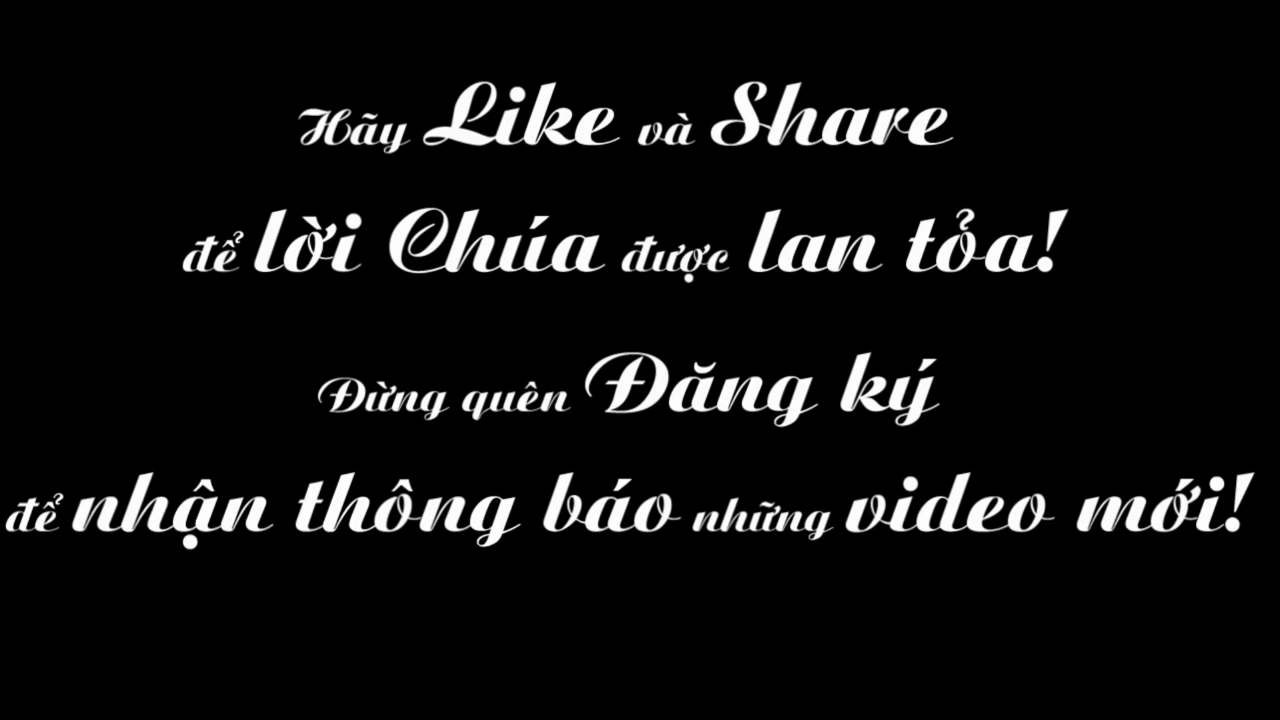 Hãy Like và Share
để lời Chúa được lan tỏa!
Đừng quên Đăng ký
để nhận thông báo những video mới!